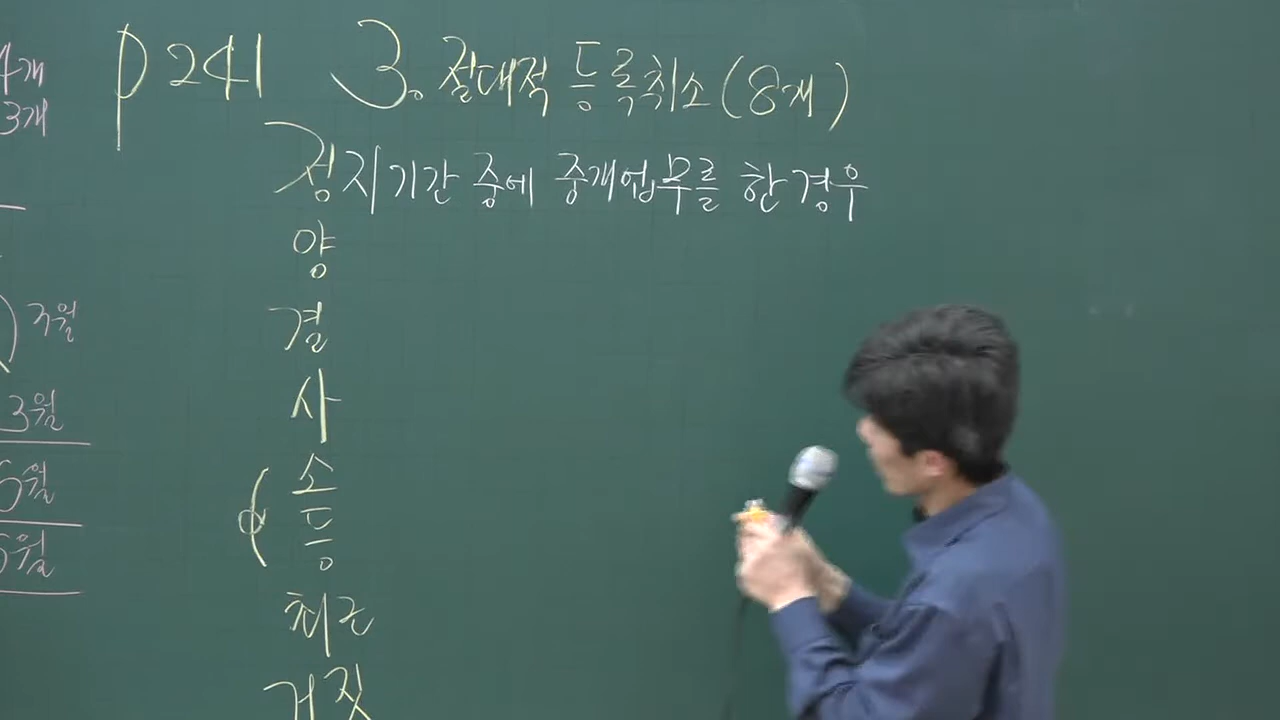 4개
3개
주월
3월
6월
6월
p241 3. 절대적 등록취소(8개)
정지기간 중에 중개업무를 한 경우
양
결
사
소
등
최근
거짓